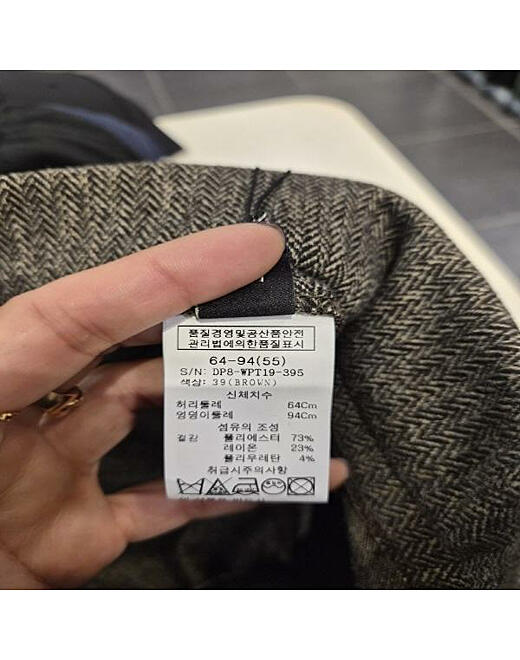 품질경영및공산품안전
관리법에의한품질표시
64-94(55)
S/N: DP8-WPT19-395
색상: 39(BROWN)
신체치수
허리둘레 64Cm
엉덩이둘레 94Cm
섬유의 조성
겉감 폴리에스터 73%
레이온 23%
폴리우레탄 4%
취급시주의사항